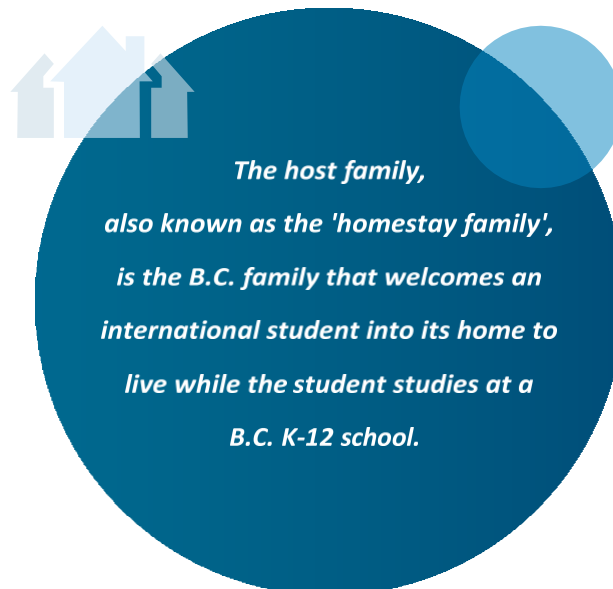 The host family,
also known as the 'homestay family',
is the B.C. family that welcomes an
international student into its home to
live while the student studies at a
B.C. K-12 school.